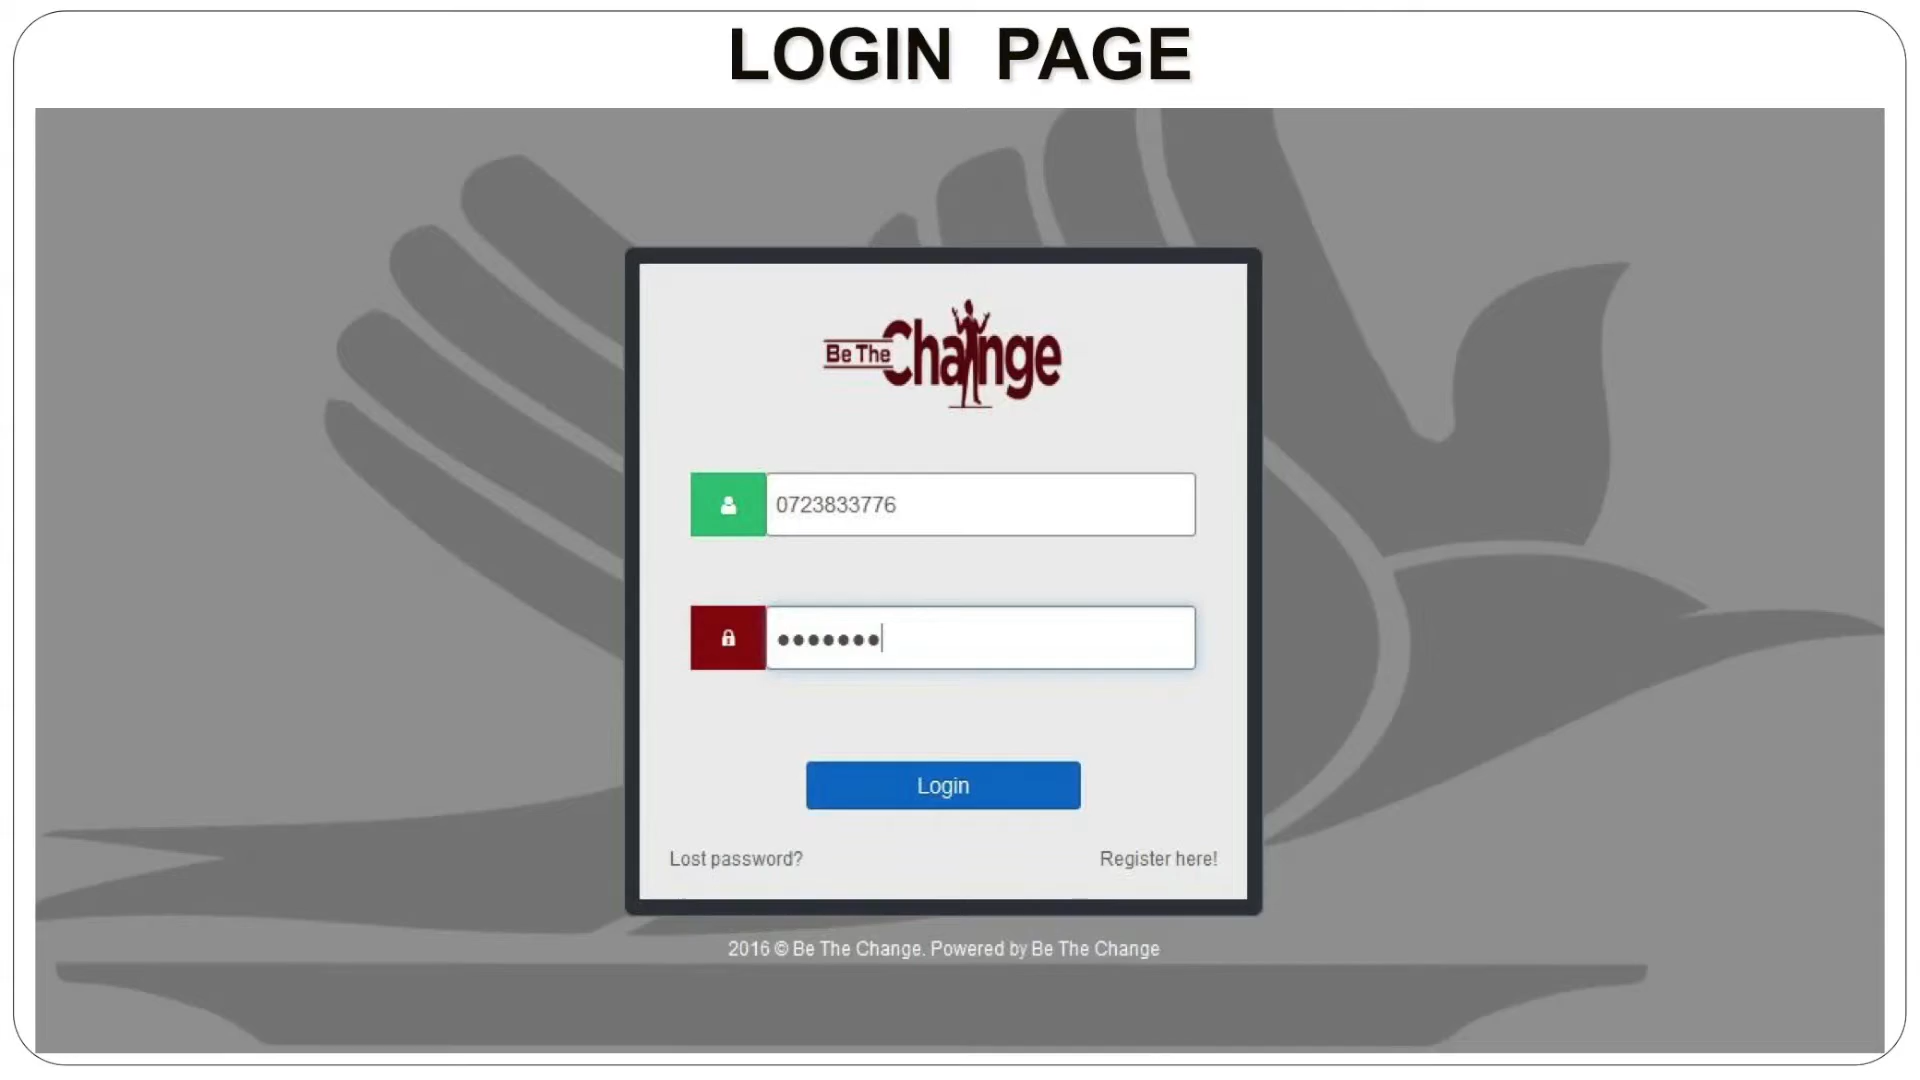 LOGIN PAGE
Be The Change
0723833776
Login
Lost password?
Register here!
2016 © Be The Change. Powered by Be The Change